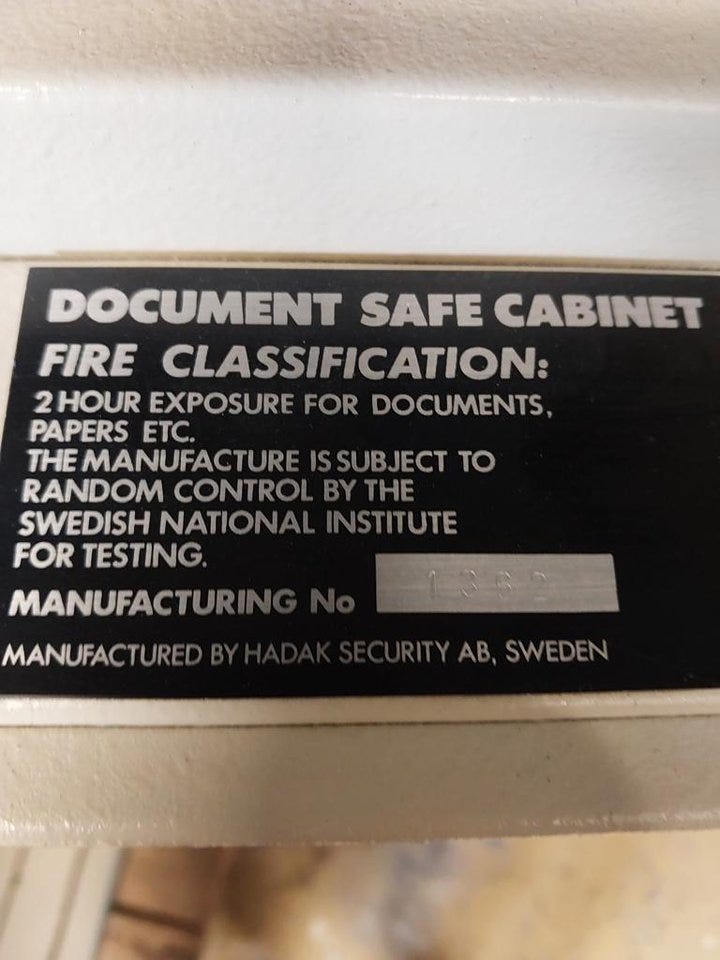 DOCUMENT SAFE CABINET
FIRE CLASSIFICATION:
2 HOUR EXPOSURE FOR DOCUMENTS,
PAPERS ETC.
THE MANUFACTURE IS SUBJECT TO
RANDOM CONTROL BY THE
SWEDISH NATIONAL INSTITUTE
FOR TESTING.
MANUFACTURING No
MANUFACTURED BY HADAK SECURITY AB, SWEDEN